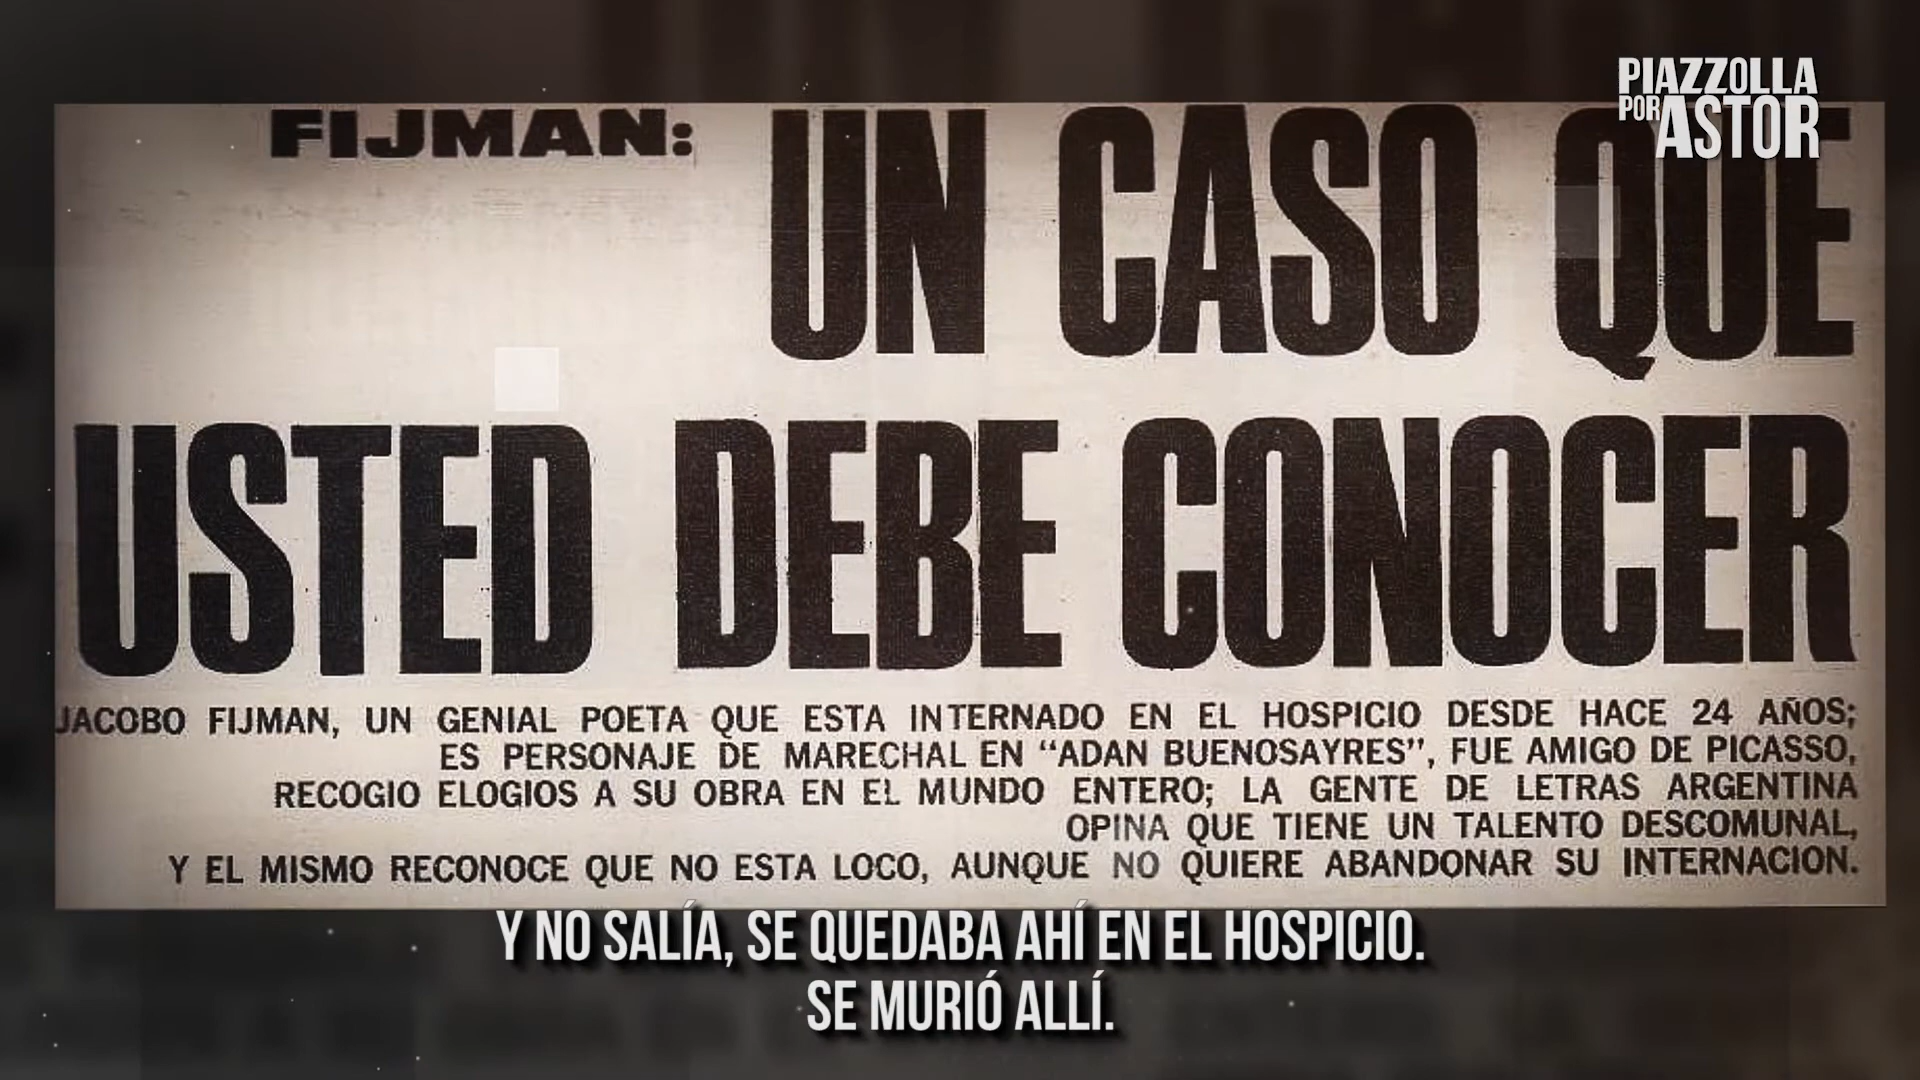 PIAZZOLLA
POR ASTOR
FIJMAN: UN CASO QUE
USTED DEBE CONOCER
JACOBO FIJMAN, UN GENIAL POETA QUE ESTA INTERNADO EN EL HOSPICIO DESDE HACE 24 AÑOS;
ES PERSONAJE DE MARECHAL EN “ADAN BUENOSAYRES”, FUE AMIGO DE PICASSO,
RECOGIO ELOGIOS A SU OBRA EN EL MUNDO ENTERO; LA GENTE DE LETRAS ARGENTINA
OPINA QUE TIENE UN TALENTO DESCOMUNAL,
Y EL MISMO RECONOCE QUE NO ESTA LOCO, AUNQUE NO QUIERE ABANDONAR SU INTERNACION.
Y NO SALÍA, SE QUEDABA AHÍ EN EL HOSPICIO.
SE MURIÓ ALLÍ.